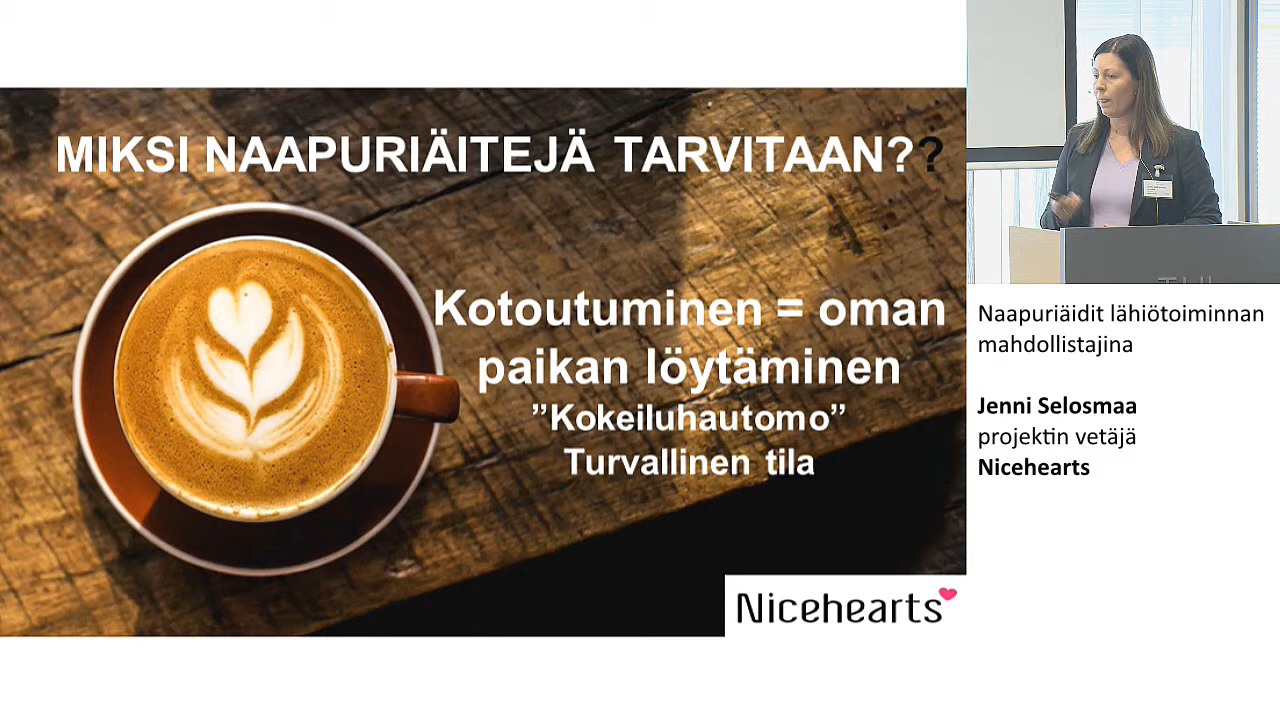 MIKSI NAAPURIÄITEJÄ TARVITAAN??
Kotoutuminen = oman
paikan löytäminen
”Kokeiluhautomo”
Turvallinen tila
Nicehearts
Naapuriäidit lähiötoiminnan
mahdollistajina
Jenni Selosmaa
projektin vetäjä
Nicehearts